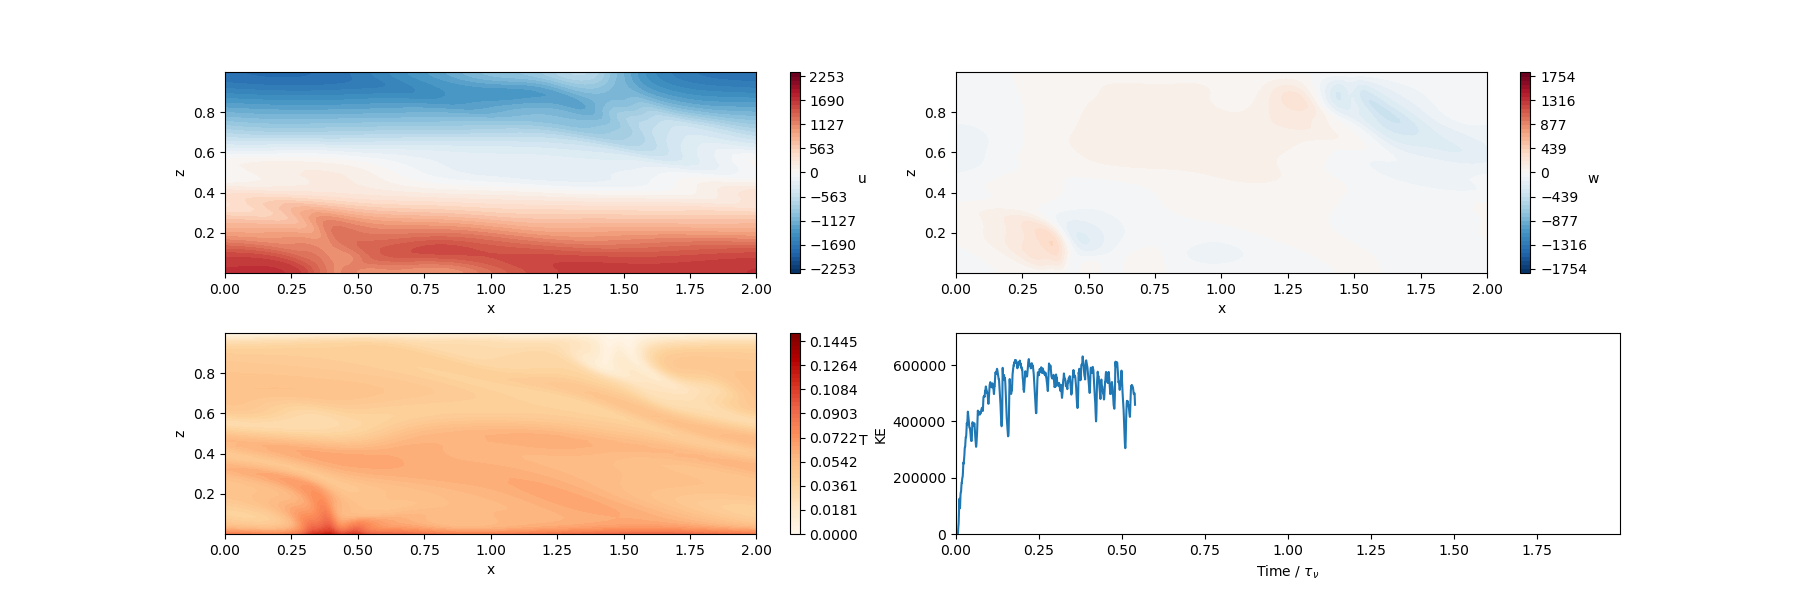 0.8
0.6
0.4
0.2
z
0.00 0.25 0.50 0.75 1.00 1.25 1.50 1.75 2.00
x
2253
1690
1127
563
0
−563
−1127
−1690
−2253
u
0.8
0.6
0.4
0.2
z
0.00 0.25 0.50 0.75 1.00 1.25 1.50 1.75 2.00
x
1754
1316
877
439
0
−439
−877
−1316
−1754
w
0.8
0.6
0.4
0.2
z
0.00 0.25 0.50 0.75 1.00 1.25 1.50 1.75 2.00
x
0.1445
0.1264
0.1084
0.0903
0.0722
0.0542
0.0361
0.0181
0.0000
T
600000
400000
200000
0
KE
0.00 0.25 0.50 0.75 1.00 1.25 1.50 1.75
Time / τν